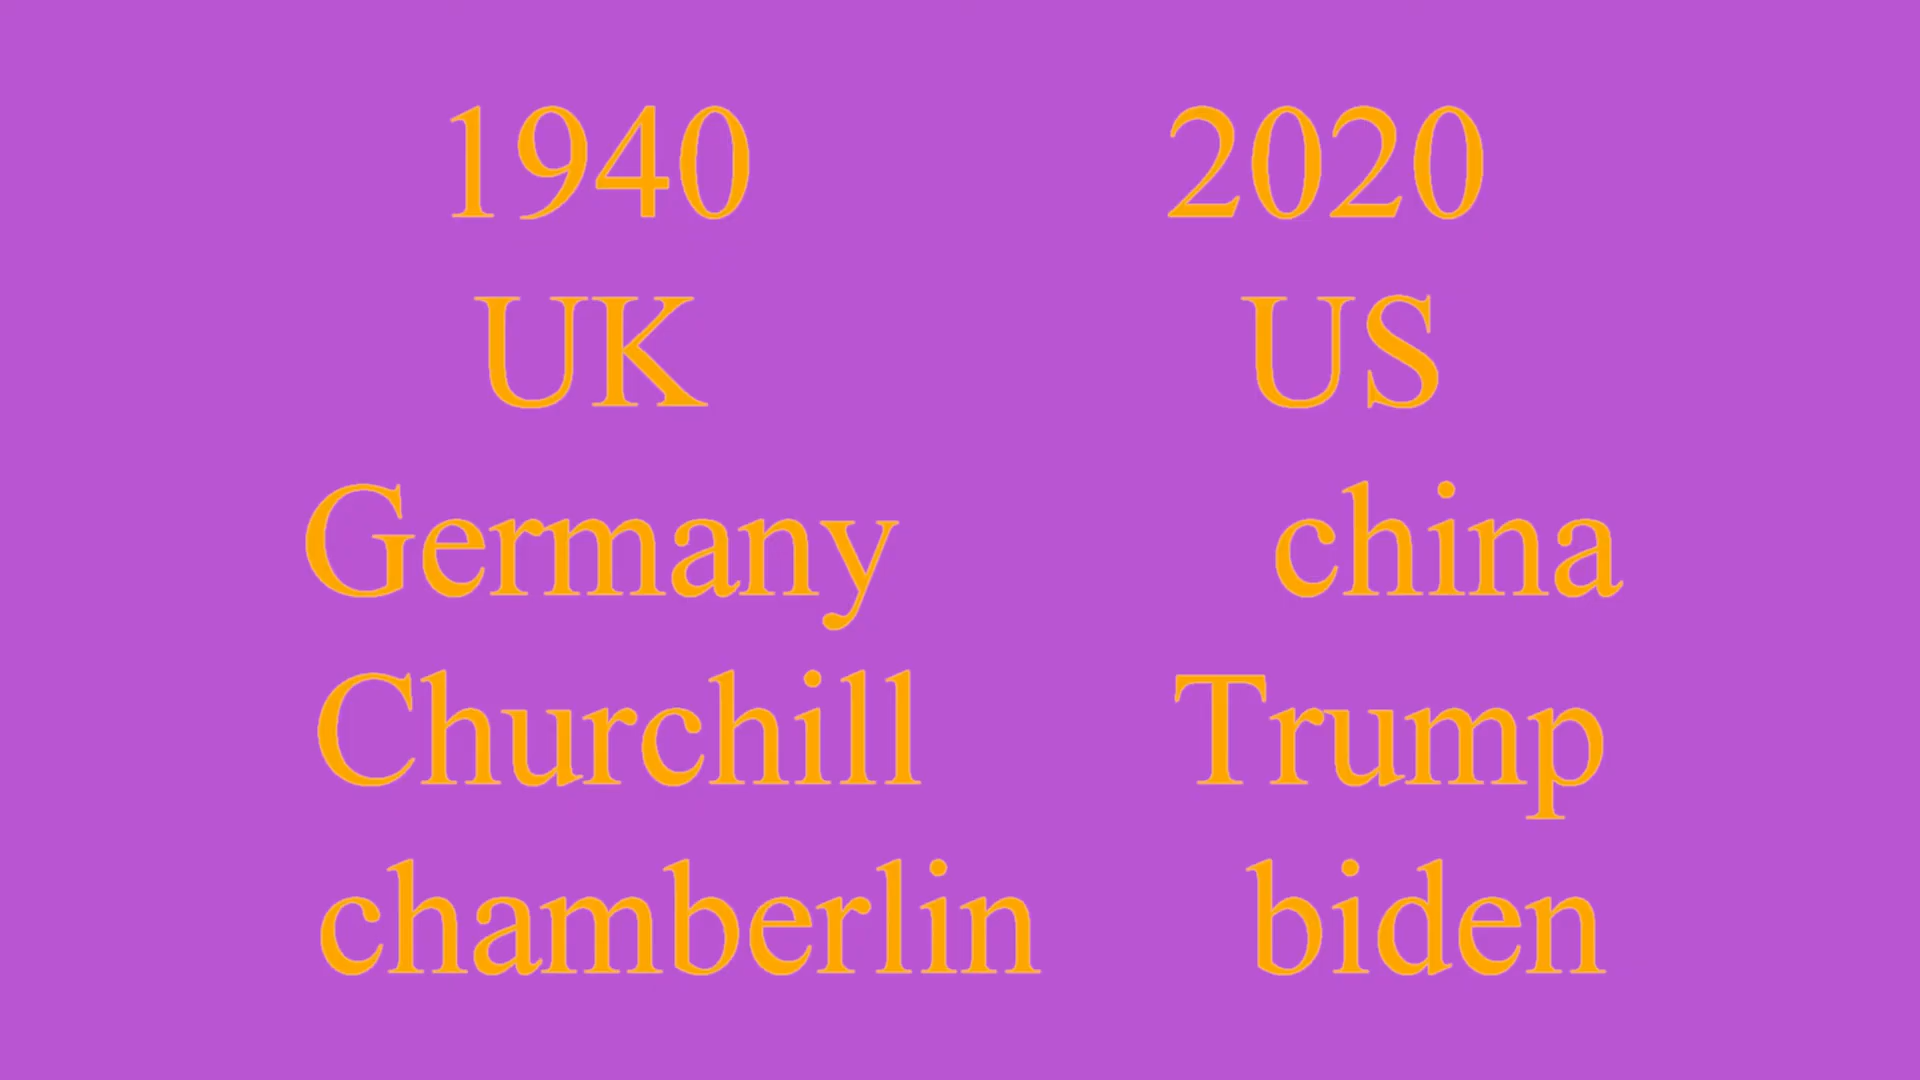 1940 2020
UK US
Germany china
Churchill Trump
chamberlin biden